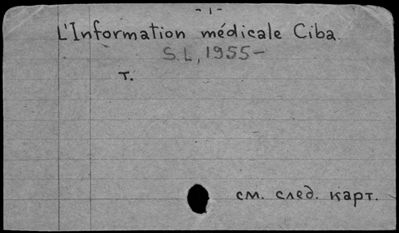 - 1 -
L'Information médicale Ciba.
S.L., 1955-
т.
см. след. карт.